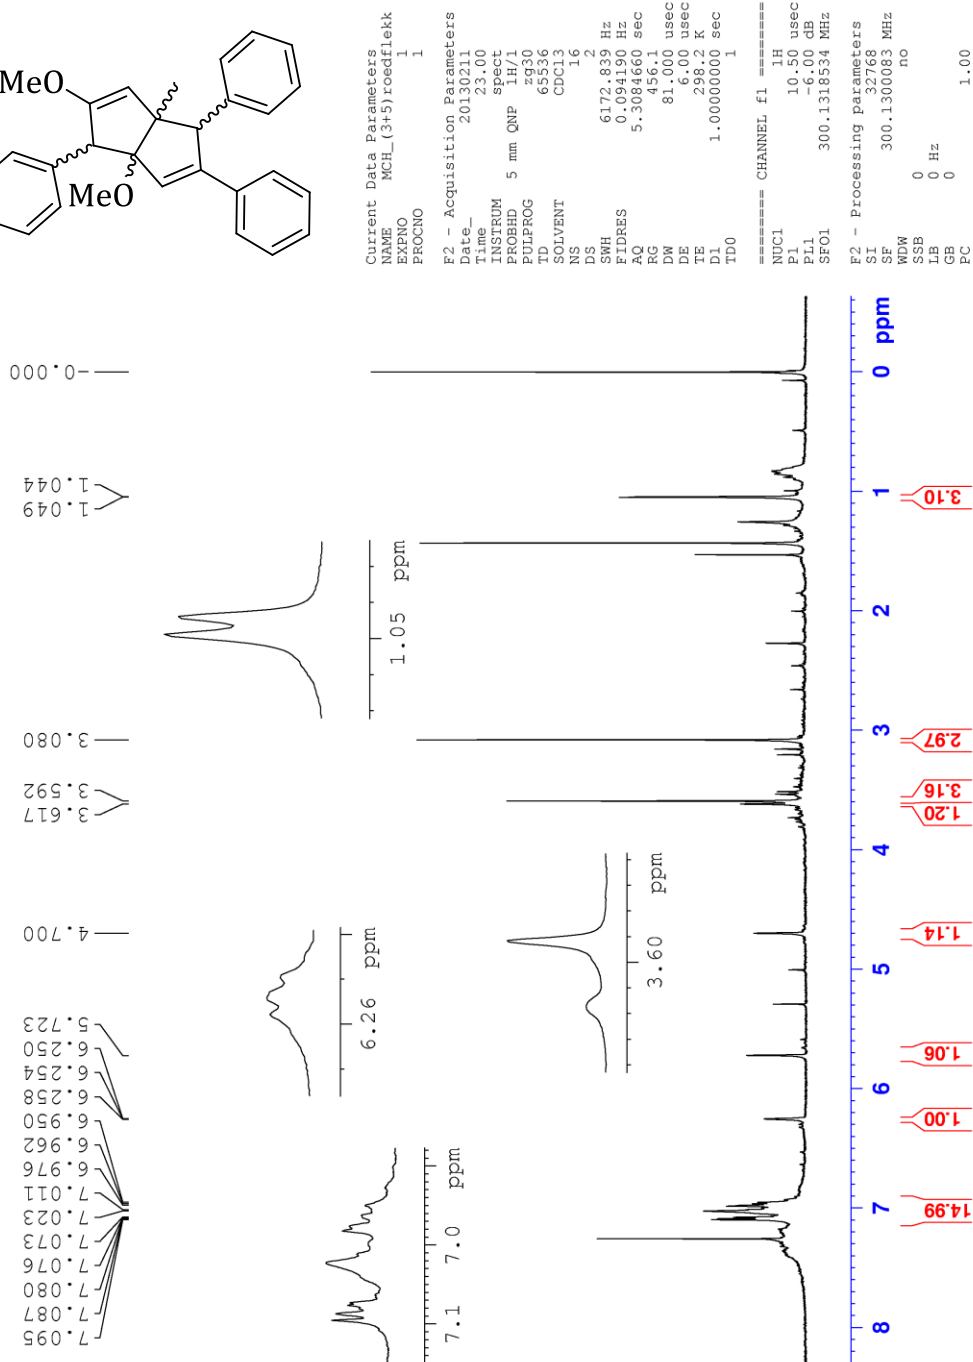 MeO
MeO
Current Data Parameters
NAME MCH_(3+5)roedflekk
EXPNO 1
PROCNO 1
F2 - Acquisition Parameters
Date_ 20130211
Time 23.00
INSTRUM spect
PROBHD 5 mm QNP 1H/1
PULPROG zg30
TD 65536
SOLVENT CDCl3
NS 16
DS 2
SWH 6172.839 Hz
FIDRES 0.094190 Hz
AQ 5.3084660 sec
RG 456.1
DW 81.000 usec
DE 6.00 usec
TE 298.2 K
D1 1.00000000 sec
TD0 1
======== CHANNEL f1 ========
NUC1 1H
P1 10.50 usec
PL1 -6.00 dB
SFO1 300.1318534 MHz
F2 - Processing parameters
SI 32768
SF 300.1300083 MHz
WDW no
SSB 0
LB 0 Hz
GB 0
PC 1.00
0.000
1.044
1.049
3.080
3.592
3.617
4.700
5.723
6.250
6.254
6.258
6.950
6.962
6.976
7.011
7.023
7.073
7.076
7.080
7.087
7.095
1.05 ppm
3.60 ppm
6.26 ppm
7.1 7.0 ppm
8 7 6 5 4 3 2 1 0 ppm
14.99
1.00
1.06
1.14
1.20
3.16
2.97
3.10